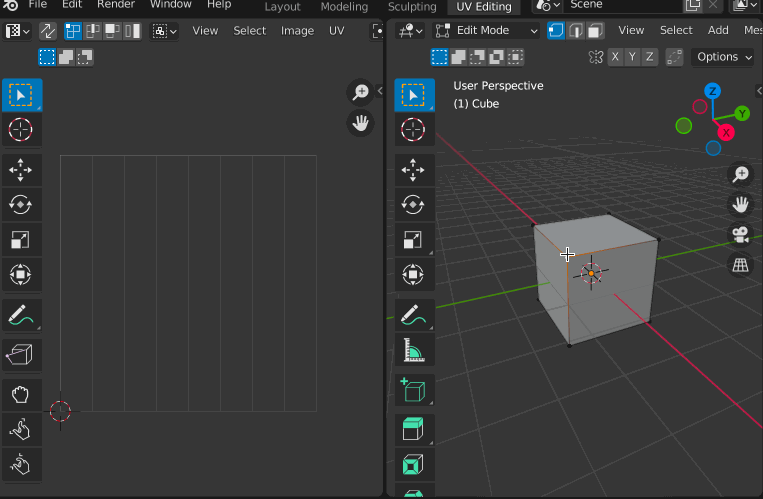 File Edit Render Window Help Layout Modeling Sculpting UV Editing Scene
View Select Image UV
Edit Mode View Select Add Mes
X Y Z Options
User Perspective
(1) Cube
Z
Y
X